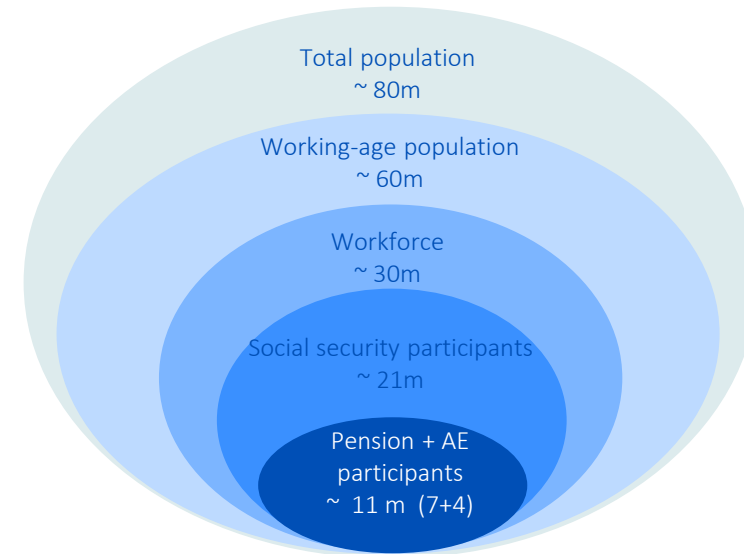 Total population
~ 80m
Working-age population
~ 60m
Workforce
~ 30m
Social security participants
~ 21m
Pension + AE
participants
~ 11 m (7+4)